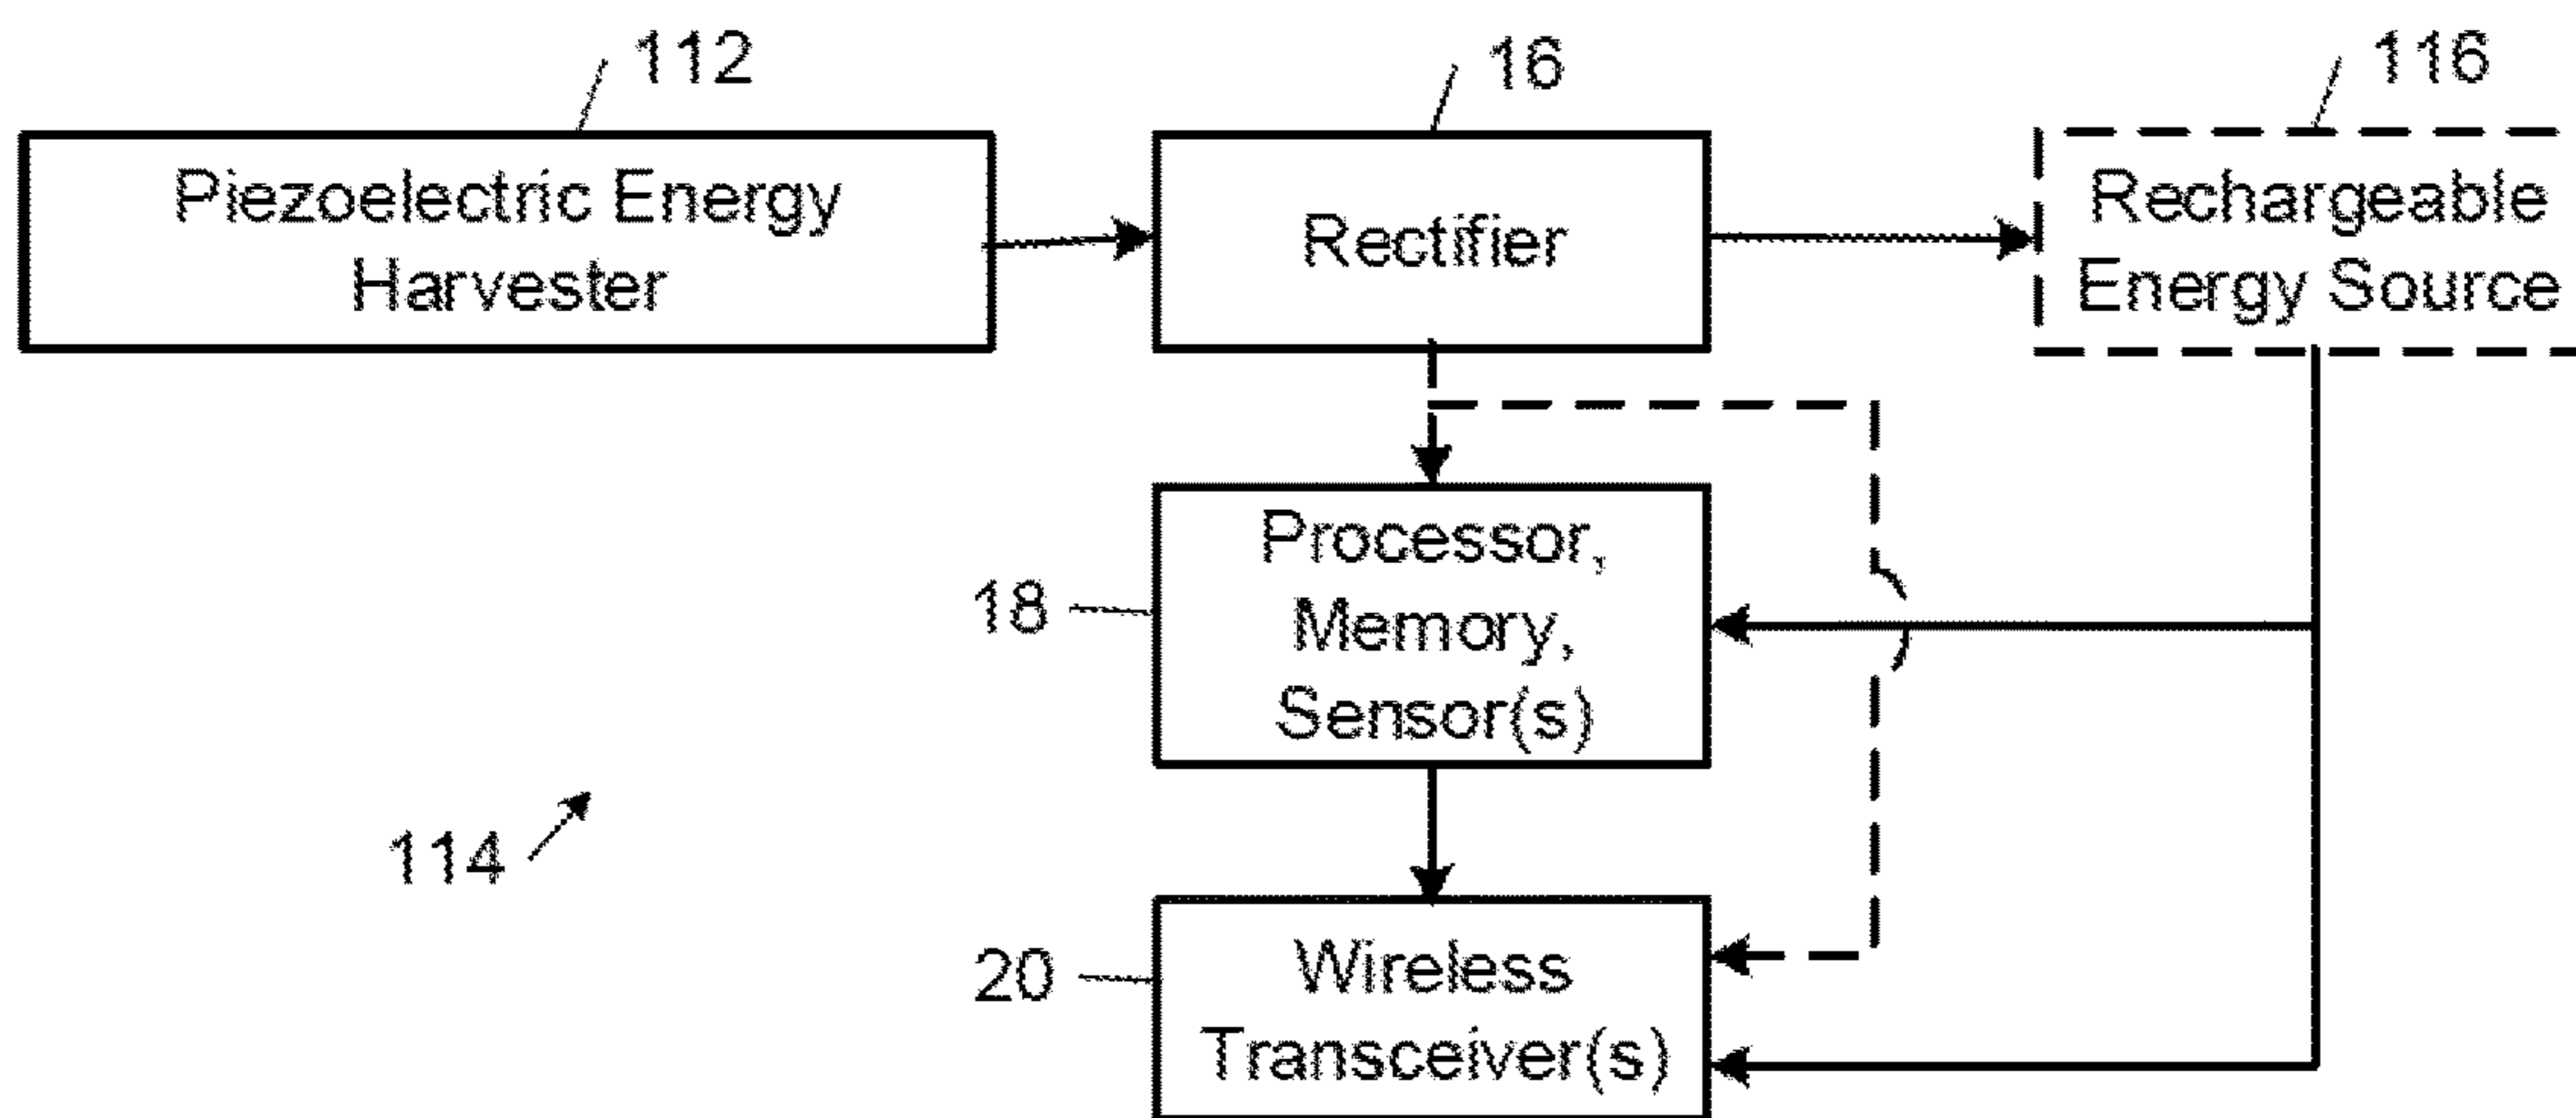 112
16
116
Piezoelectric Energy
Harvester
Rectifier
Rechargeable
Energy Source
18
Processor,
Memory,
Sensor(s)
114
20
Wireless
Transceiver(s)